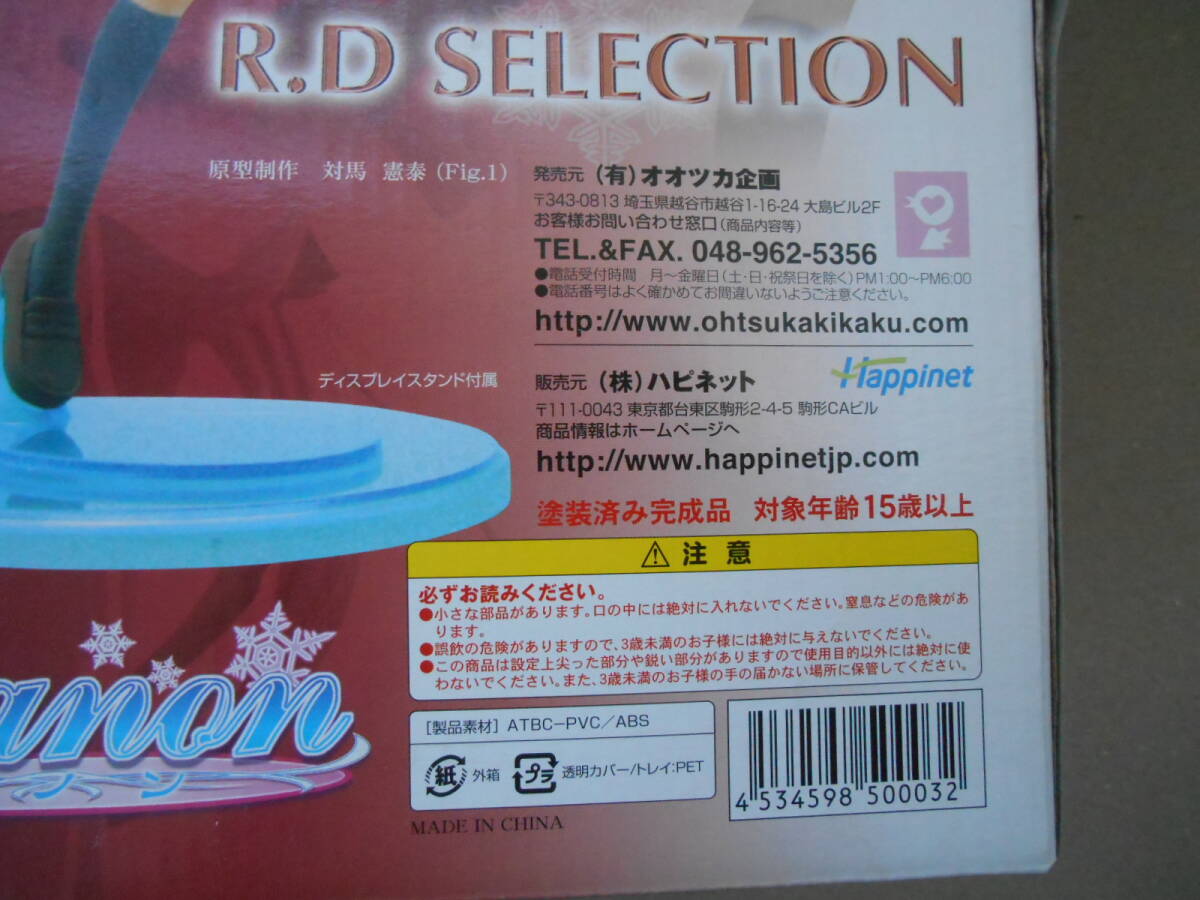 R.D SELECTION
原型制作 対馬 憲泰 (Fig.1)
発売元 (有)オオツカ企画
〒343-0813 埼玉県越谷市越谷1-16-24 大島ビル2F
お客様お問い合わせ窓口(商品内容等)
TEL.&FAX. 048-962-5356
●電話受付時間 月〜金曜日(土・日・祝祭日を除く)PM1:00〜PM6:00
●電話番号はよく確かめてお間違いないようご注意ください。
http://www.ohtsukakikaku.com
ディスプレイスタンド付属
販売元 (株)ハピネット
Happinet
〒111-0043 東京都台東区駒形2-4-5 駒形CAビル
商品情報はホームページへ
http://www.happinetjp.com
塗装済み完成品 対象年齢15歳以上
注意
必ずお読みください。
●小さな部品があります。口の中には絶対に入れないでください。窒息などの危険があ
ります。
●誤飲の危険がありますので、3歳未満のお子様には絶対に与えないでください。
●この商品は設定上尖った部分や鋭い部分がありますので使用目的以外には絶対に使
わないでください。また、3歳未満のお子様の手の届かない場所に保管してください。
anon
ノン
[製品素材] ATBC-PVC/ABS
紙 外箱 プラ 透明カバー/トレイ:PET
MADE IN CHINA
4 534598 500032